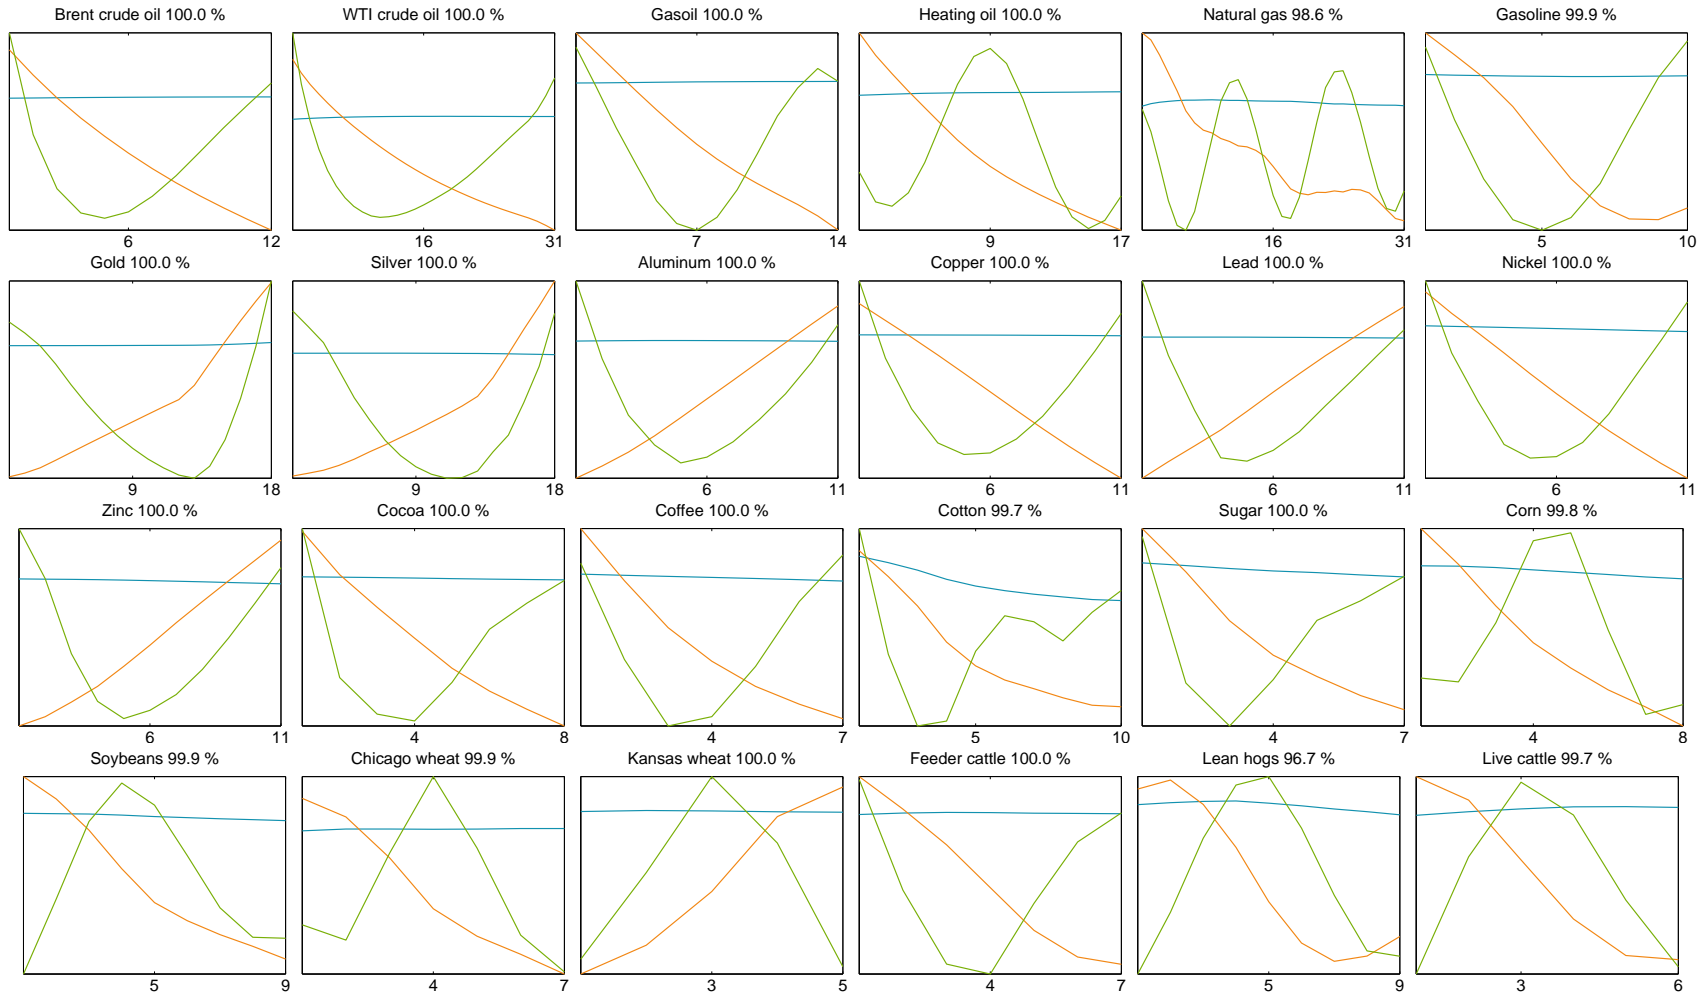 Brent crude oil 100.0 %
WTI crude oil 100.0 %
Gasoil 100.0 %
Heating oil 100.0 %
Natural gas 98.6 %
Gasoline 99.9 %
6 12
16 31
7 14
9 17
16 31
5 10
Gold 100.0 %
Silver 100.0 %
Aluminum 100.0 %
Copper 100.0 %
Lead 100.0 %
Nickel 100.0 %
9 18
9 18
6 11
6 11
6 11
6 11
Zinc 100.0 %
Cocoa 100.0 %
Coffee 100.0 %
Cotton 99.7 %
Sugar 100.0 %
Corn 99.8 %
6 11
4 8
4 7
5 10
4 7
4 8
Soybeans 99.9 %
Chicago wheat 99.9 %
Kansas wheat 100.0 %
Feeder cattle 100.0 %
Lean hogs 96.7 %
Live cattle 99.7 %
5 9
4 7
3 5
4 7
5 9
3 6